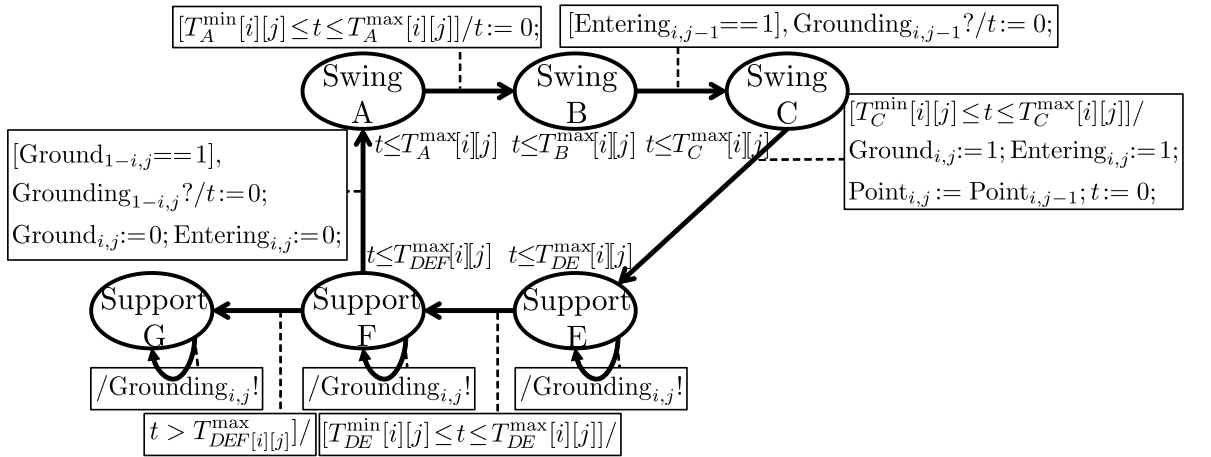 [T_A^min[i][j]≤t≤T_A^max[i][j]]/t:=0;
[Entering_{i,j−1}==1], Grounding_{i,j−1}?/t:=0;
Swing
A
Swing
B
Swing
C
t≤T_A^max[i][j]
t≤T_B^max[i][j]
t≤T_C^max[i][j]
[T_C^min[i][j]≤t≤T_C^max[i][j]]/
Ground_{i,j}:=1; Entering_{i,j}:=1;
Point_{i,j}:=Point_{i,j−1}; t:=0;
[Ground_{1−i,j}==1],
Grounding_{1−i,j}?/t:=0;
Ground_{i,j}:=0; Entering_{i,j}:=0;
t≤T_DEF^max[i][j]
t≤T_DE^max[i][j]
Support
G
Support
F
Support
E
/Grounding_{i,j}!
/Grounding_{i,j}!
/Grounding_{i,j}!
t > T_{DEF[i][j]}^max]/
[T_DE^min[i][j]≤t≤T_DE^max[i][j]]/